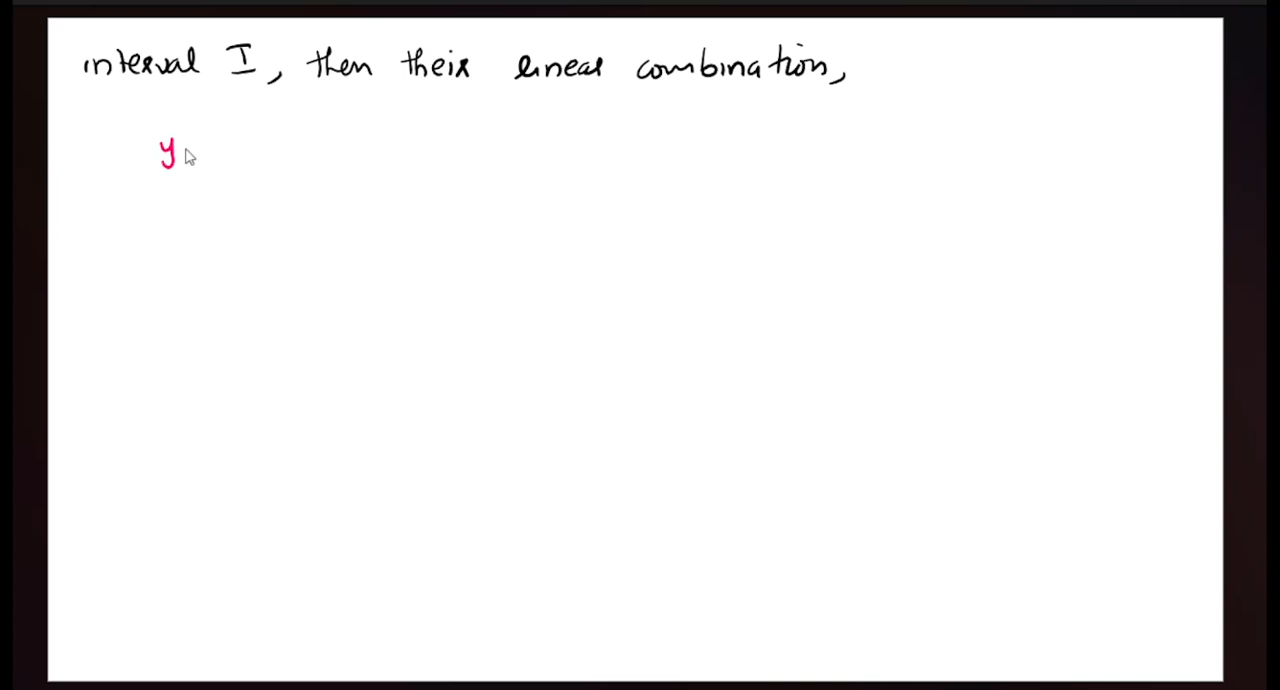 interval I, then their linear combination,
y